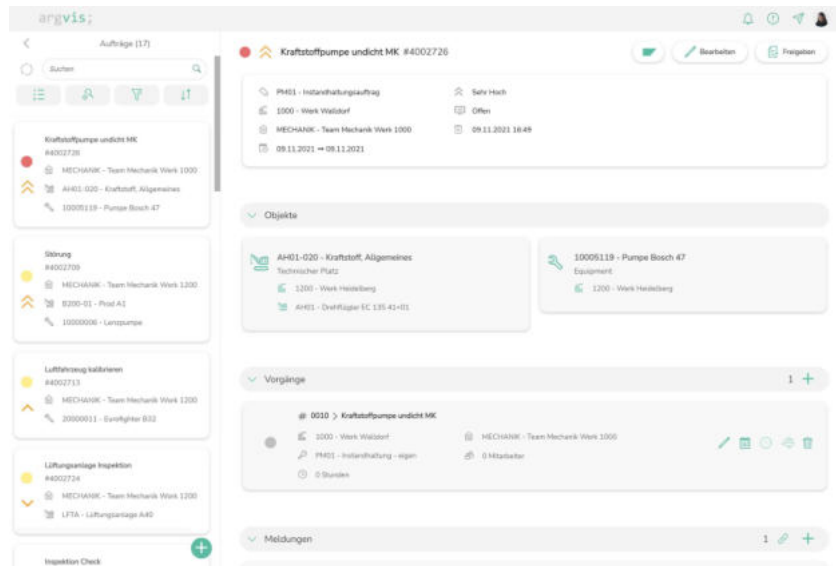 argvis;
Aufträge (17)
Suchen
Kraftstoffpumpe undicht MK
#4002726
MECHANIK - Team Mechanik Werk 1000
AH01-020 - Kraftstoff, Allgemeines
10005119 - Pumpe Bosch 47
Störung
#4002709
MECHANIK - Team Mechanik Werk 1200
B200-01 - Prod A1
10000006 - Lenzpumpe
Luftfahrzeug kalibrieren
#4002713
MECHANIK - Team Mechanik Werk 1200
20000011 - Eurofighter B32
Lüftungsanlage Inspektion
#4002724
MECHANIK - Team Mechanik Werk 1200
LFTA - Lüftungsanlage A40
Inspektion Check
Kraftstoffpumpe undicht MK #4002726
Bearbeiten
Freigeben
PM01 - Instandhaltungsauftrag
Sehr Hoch
1000 - Werk Walldorf
Offen
MECHANIK - Team Mechanik Werk 1000
09.11.2021 16:49
09.11.2021 ↔ 09.11.2021
Objekte
AH01-020 - Kraftstoff, Allgemeines
Technischer Platz
1200 - Werk Heidelberg
AH01 - Drehflügler EC 135 41+01
10005119 - Pumpe Bosch 47
Equipment
1200 - Werk Heidelberg
Vorgänge
1
# 0010 > Kraftstoffpumpe undicht MK
1000 - Werk Walldorf
MECHANIK - Team Mechanik Werk 1000
PM01 - Instandhaltung - eigen
0 Mitarbeiter
0 Stunden
Meldungen
1